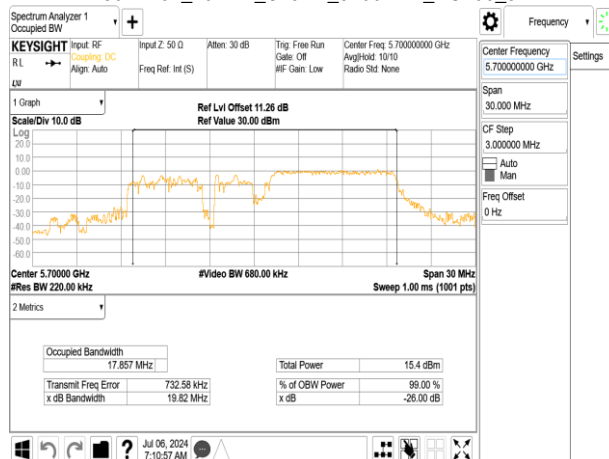 Spectrum Analyzer 1
Occupied BW
Frequency
KEYSIGHT
Input: RF
Coupling: DC
Align: Auto
Input Z: 50 Ω
Freq Ref: Int (S)
Atten: 30 dB
Trig: Free Run
Gate: Off
#IF Gain: Low
Center Freq: 5.700000000 GHz
Avg|Hold: 10/10
Radio Std: None
RL
LXI
1 Graph
Scale/Div 10.0 dB
Ref Lvl Offset 11.26 dB
Ref Value 30.00 dBm
Log
20.0
10.0
0.00
-10.0
-20.0
-30.0
-40.0
-50.0
-60.0
Center 5.70000 GHz
#Res BW 220.00 kHz
#Video BW 680.00 kHz
Span 30 MHz
Sweep 1.00 ms (1001 pts)
2 Metrics
Occupied Bandwidth
17.857 MHz
Transmit Freq Error 732.58 kHz
x dB Bandwidth 19.82 MHz
Total Power 15.4 dBm
% of OBW Power 99.00 %
x dB -26.00 dB
Center Frequency
5.700000000 GHz
Span
30.000 MHz
CF Step
3.000000 MHz
Auto
Man
Freq Offset
0 Hz
Settings
Jul 06, 2024
7:10:57 AM